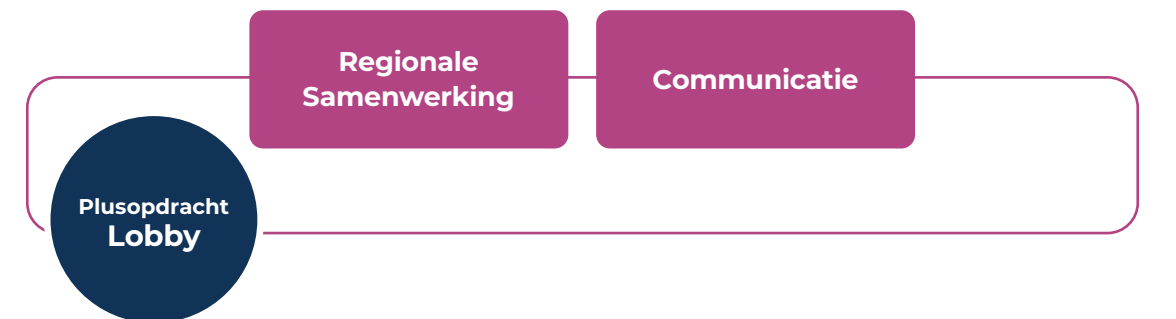 Regionale
Samenwerking
Communicatie
Plusopdracht
Lobby